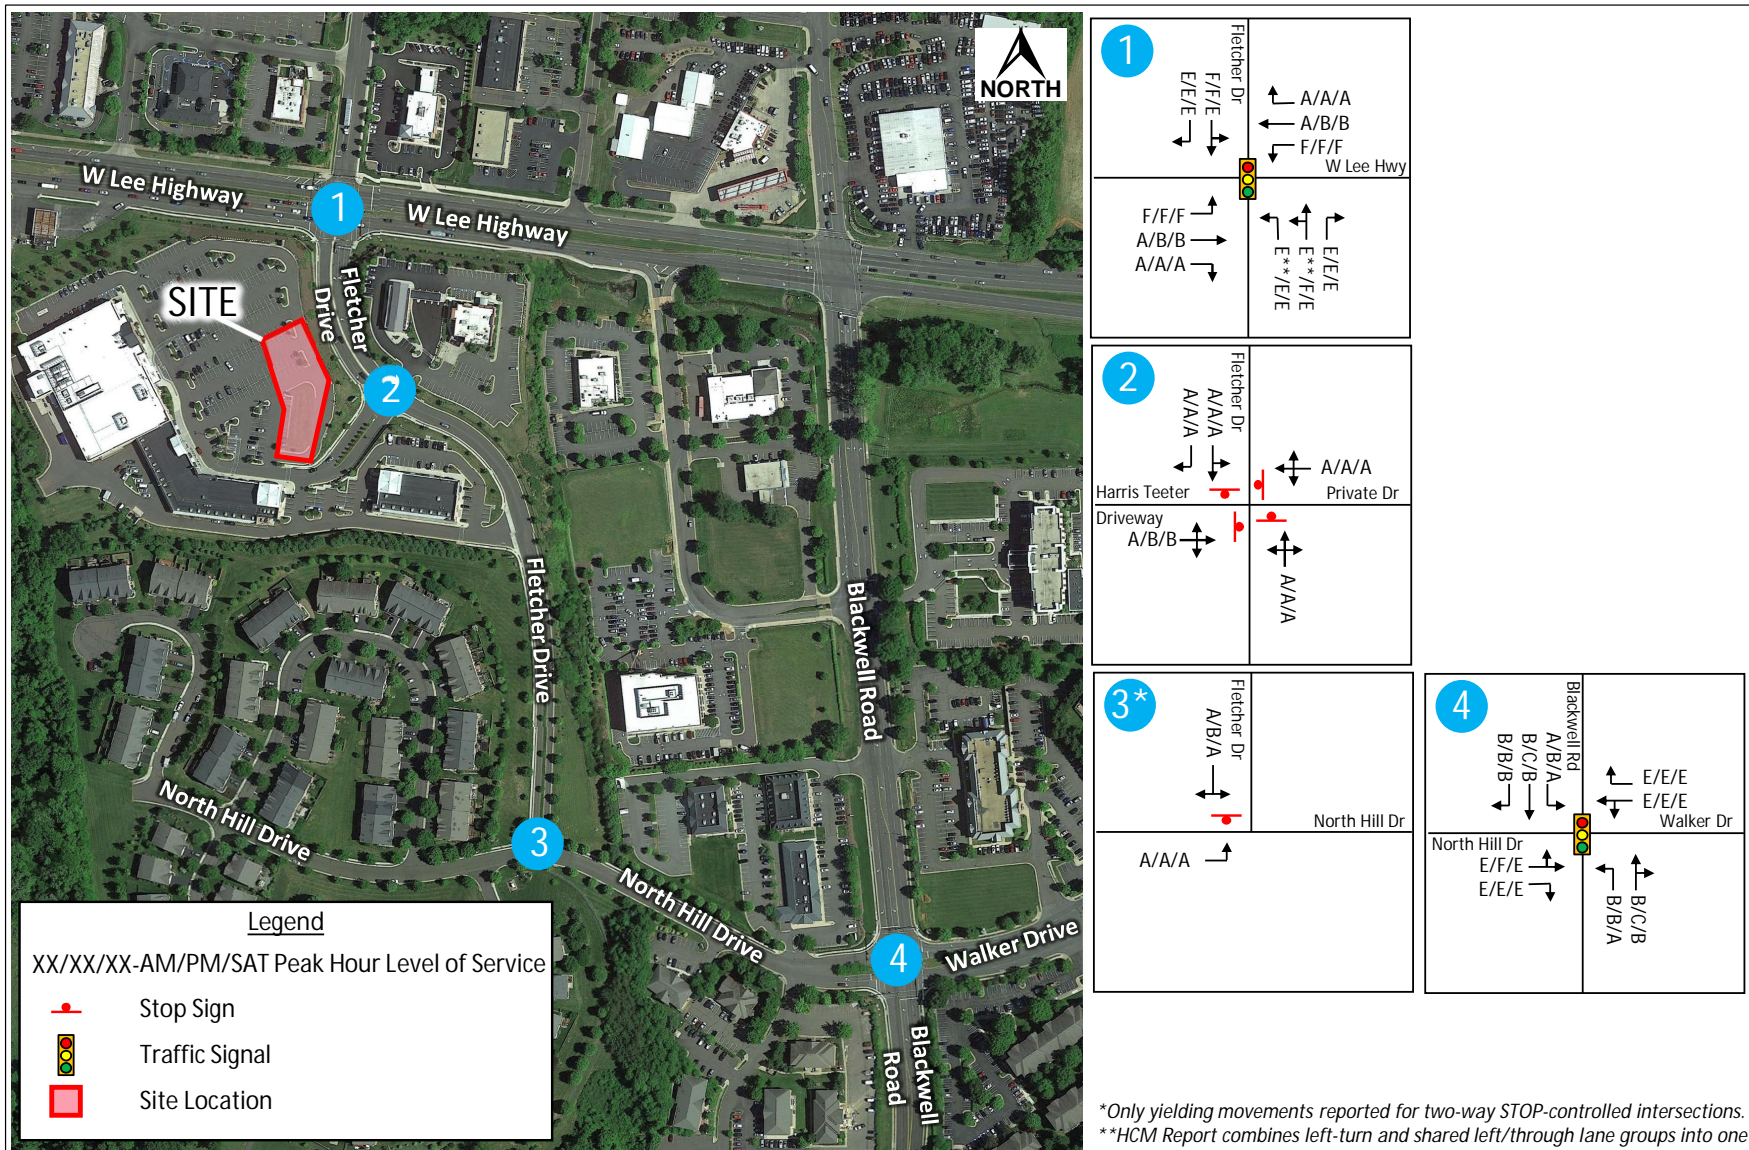 NORTH
W Lee Highway
1
W Lee Highway
SITE
Fletcher
Drive
2
Fletcher Drive
Blackwell Road
North Hill Drive
3
North Hill Drive
4
Walker Drive
Blackwell
Road
Legend
XX/XX/XX-AM/PM/SAT Peak Hour Level of Service
Stop Sign
Traffic Signal
Site Location
1
Fletcher Dr
E/E/E
F/F/E
A/A/A
A/B/B
F/F/F
W Lee Hwy
F/F/F
A/B/B
A/A/A
E**/E/E
E**/F/E
E/E/E
2
Fletcher Dr
A/A/A
A/A/A
A/A/A
Harris Teeter
Private Dr
Driveway
A/B/B
A/A/A
3*
Fletcher Dr
A/B/A
North Hill Dr
A/A/A
4
Blackwell Rd
B/B/B
B/C/B
A/B/A
E/E/E
E/E/E
Walker Dr
North Hill Dr
E/F/E
E/E/E
B/B/A
B/C/B
*Only yielding movements reported for two-way STOP-controlled intersections.
**HCM Report combines left-turn and shared left/through lane groups into one